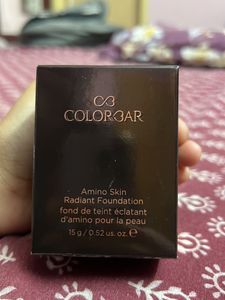 COLORBAR
Amino Skin
Radiant Foundation
fond de teint éclatant
d'amino pour la peau
15 g / 0.52 us. oz. ℮